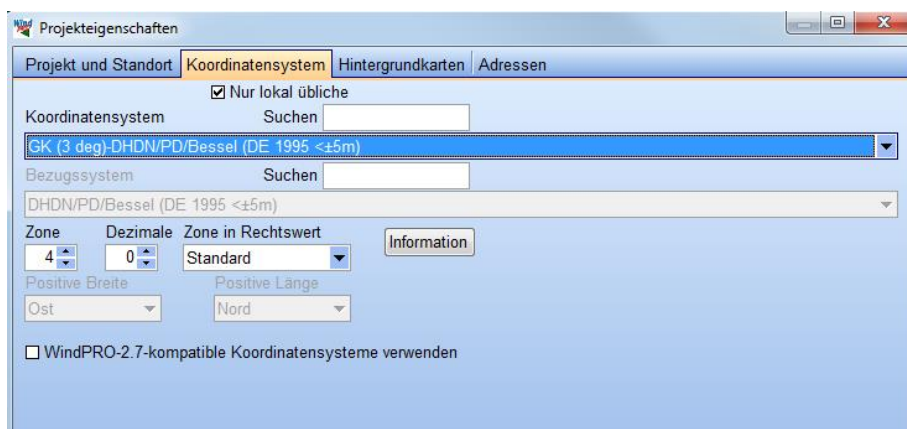 Wind Projekteigenschaften
Projekt und Standort Koordinatensystem Hintergrundkarten Adressen
Nur lokal übliche
Koordinatensystem Suchen
GK (3 deg)-DHDN/PD/Bessel (DE 1995 <±5m)
Bezugssystem Suchen
DHDN/PD/Bessel (DE 1995 <±5m)
Zone Dezimale Zone in Rechtswert
4 0 Standard Information
Positive Breite Positive Länge
Ost Nord
WindPRO-2.7-kompatible Koordinatensysteme verwenden